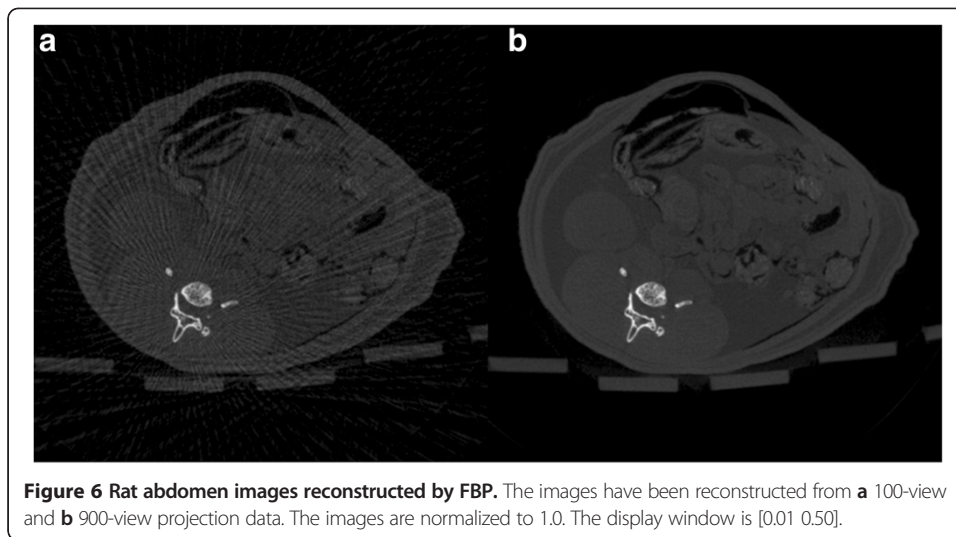 a b
Figure 6 Rat abdomen images reconstructed by FBP. The images have been reconstructed from a 100-view
and b 900-view projection data. The images are normalized to 1.0. The display window is [0.01 0.50].